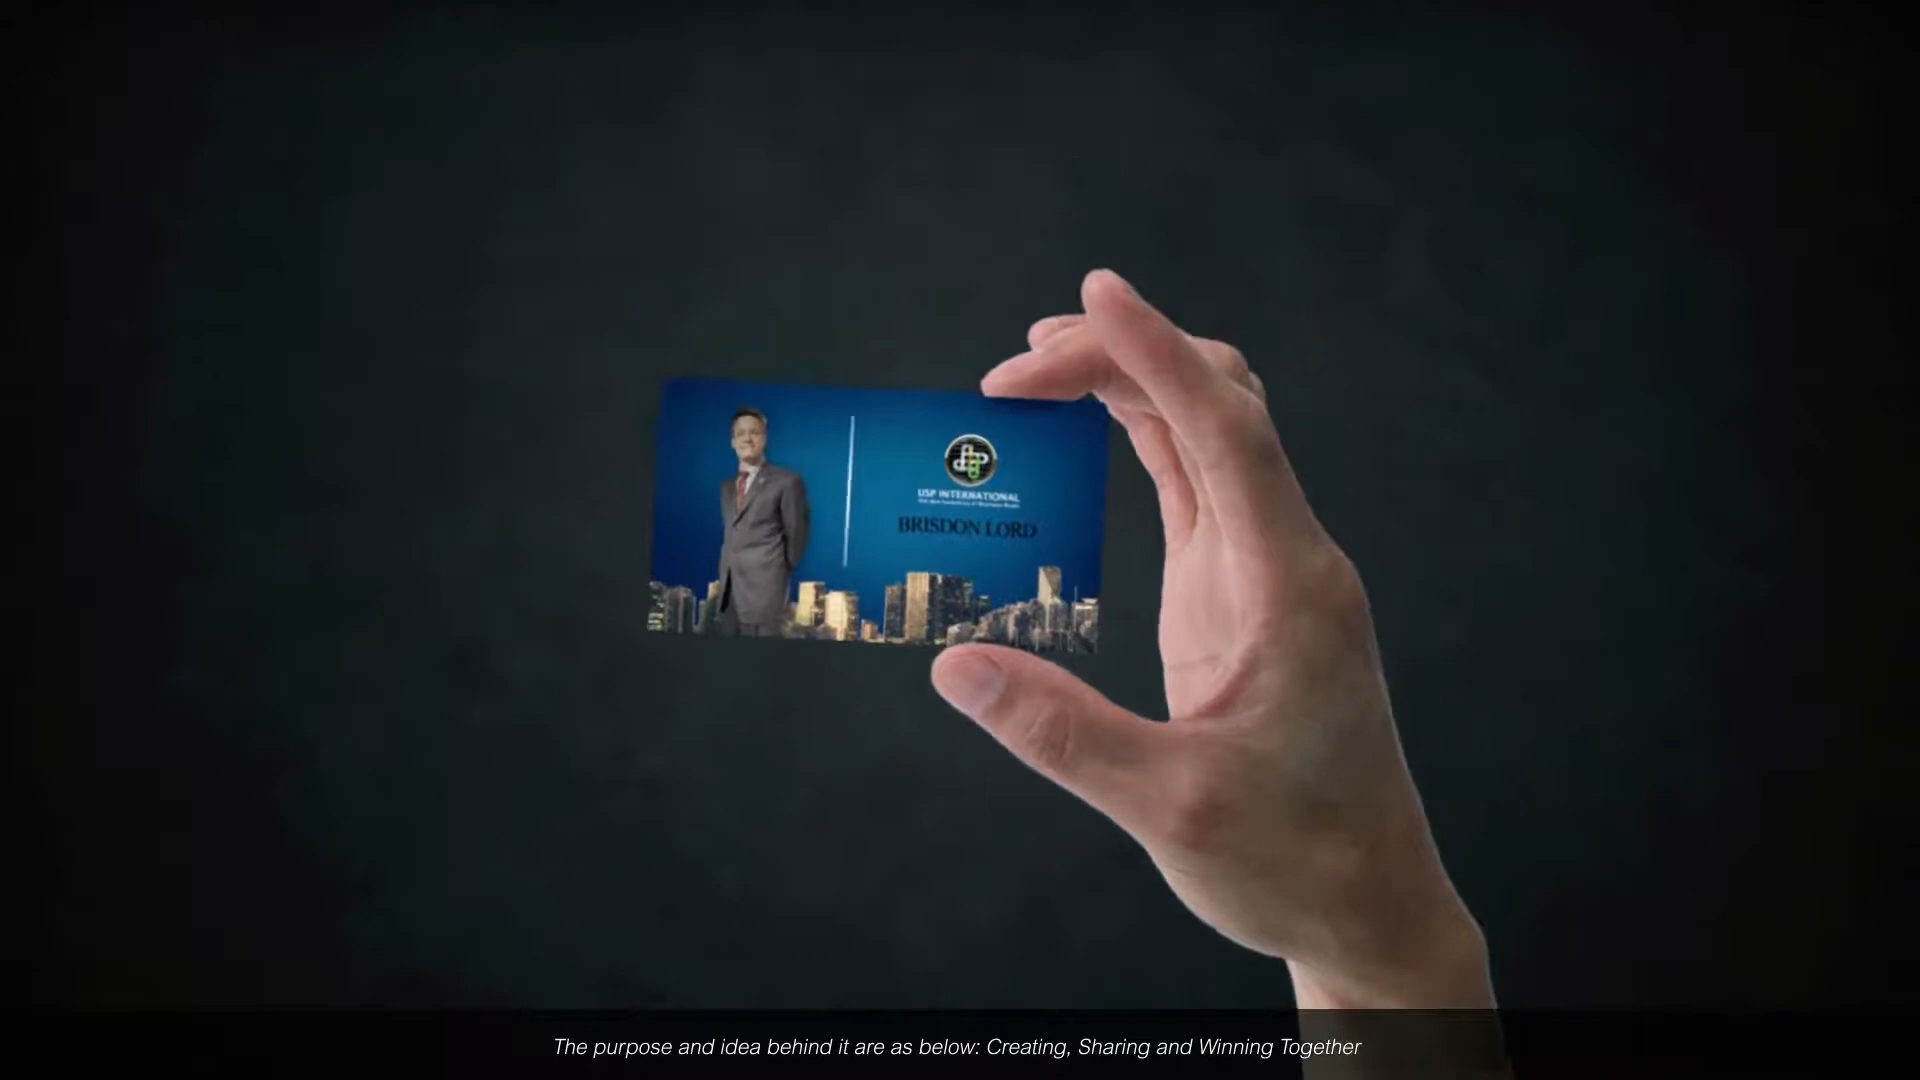 USP INTERNATIONAL
BRISDON LORD
The purpose and idea behind it are as below: Creating, Sharing and Winning Together